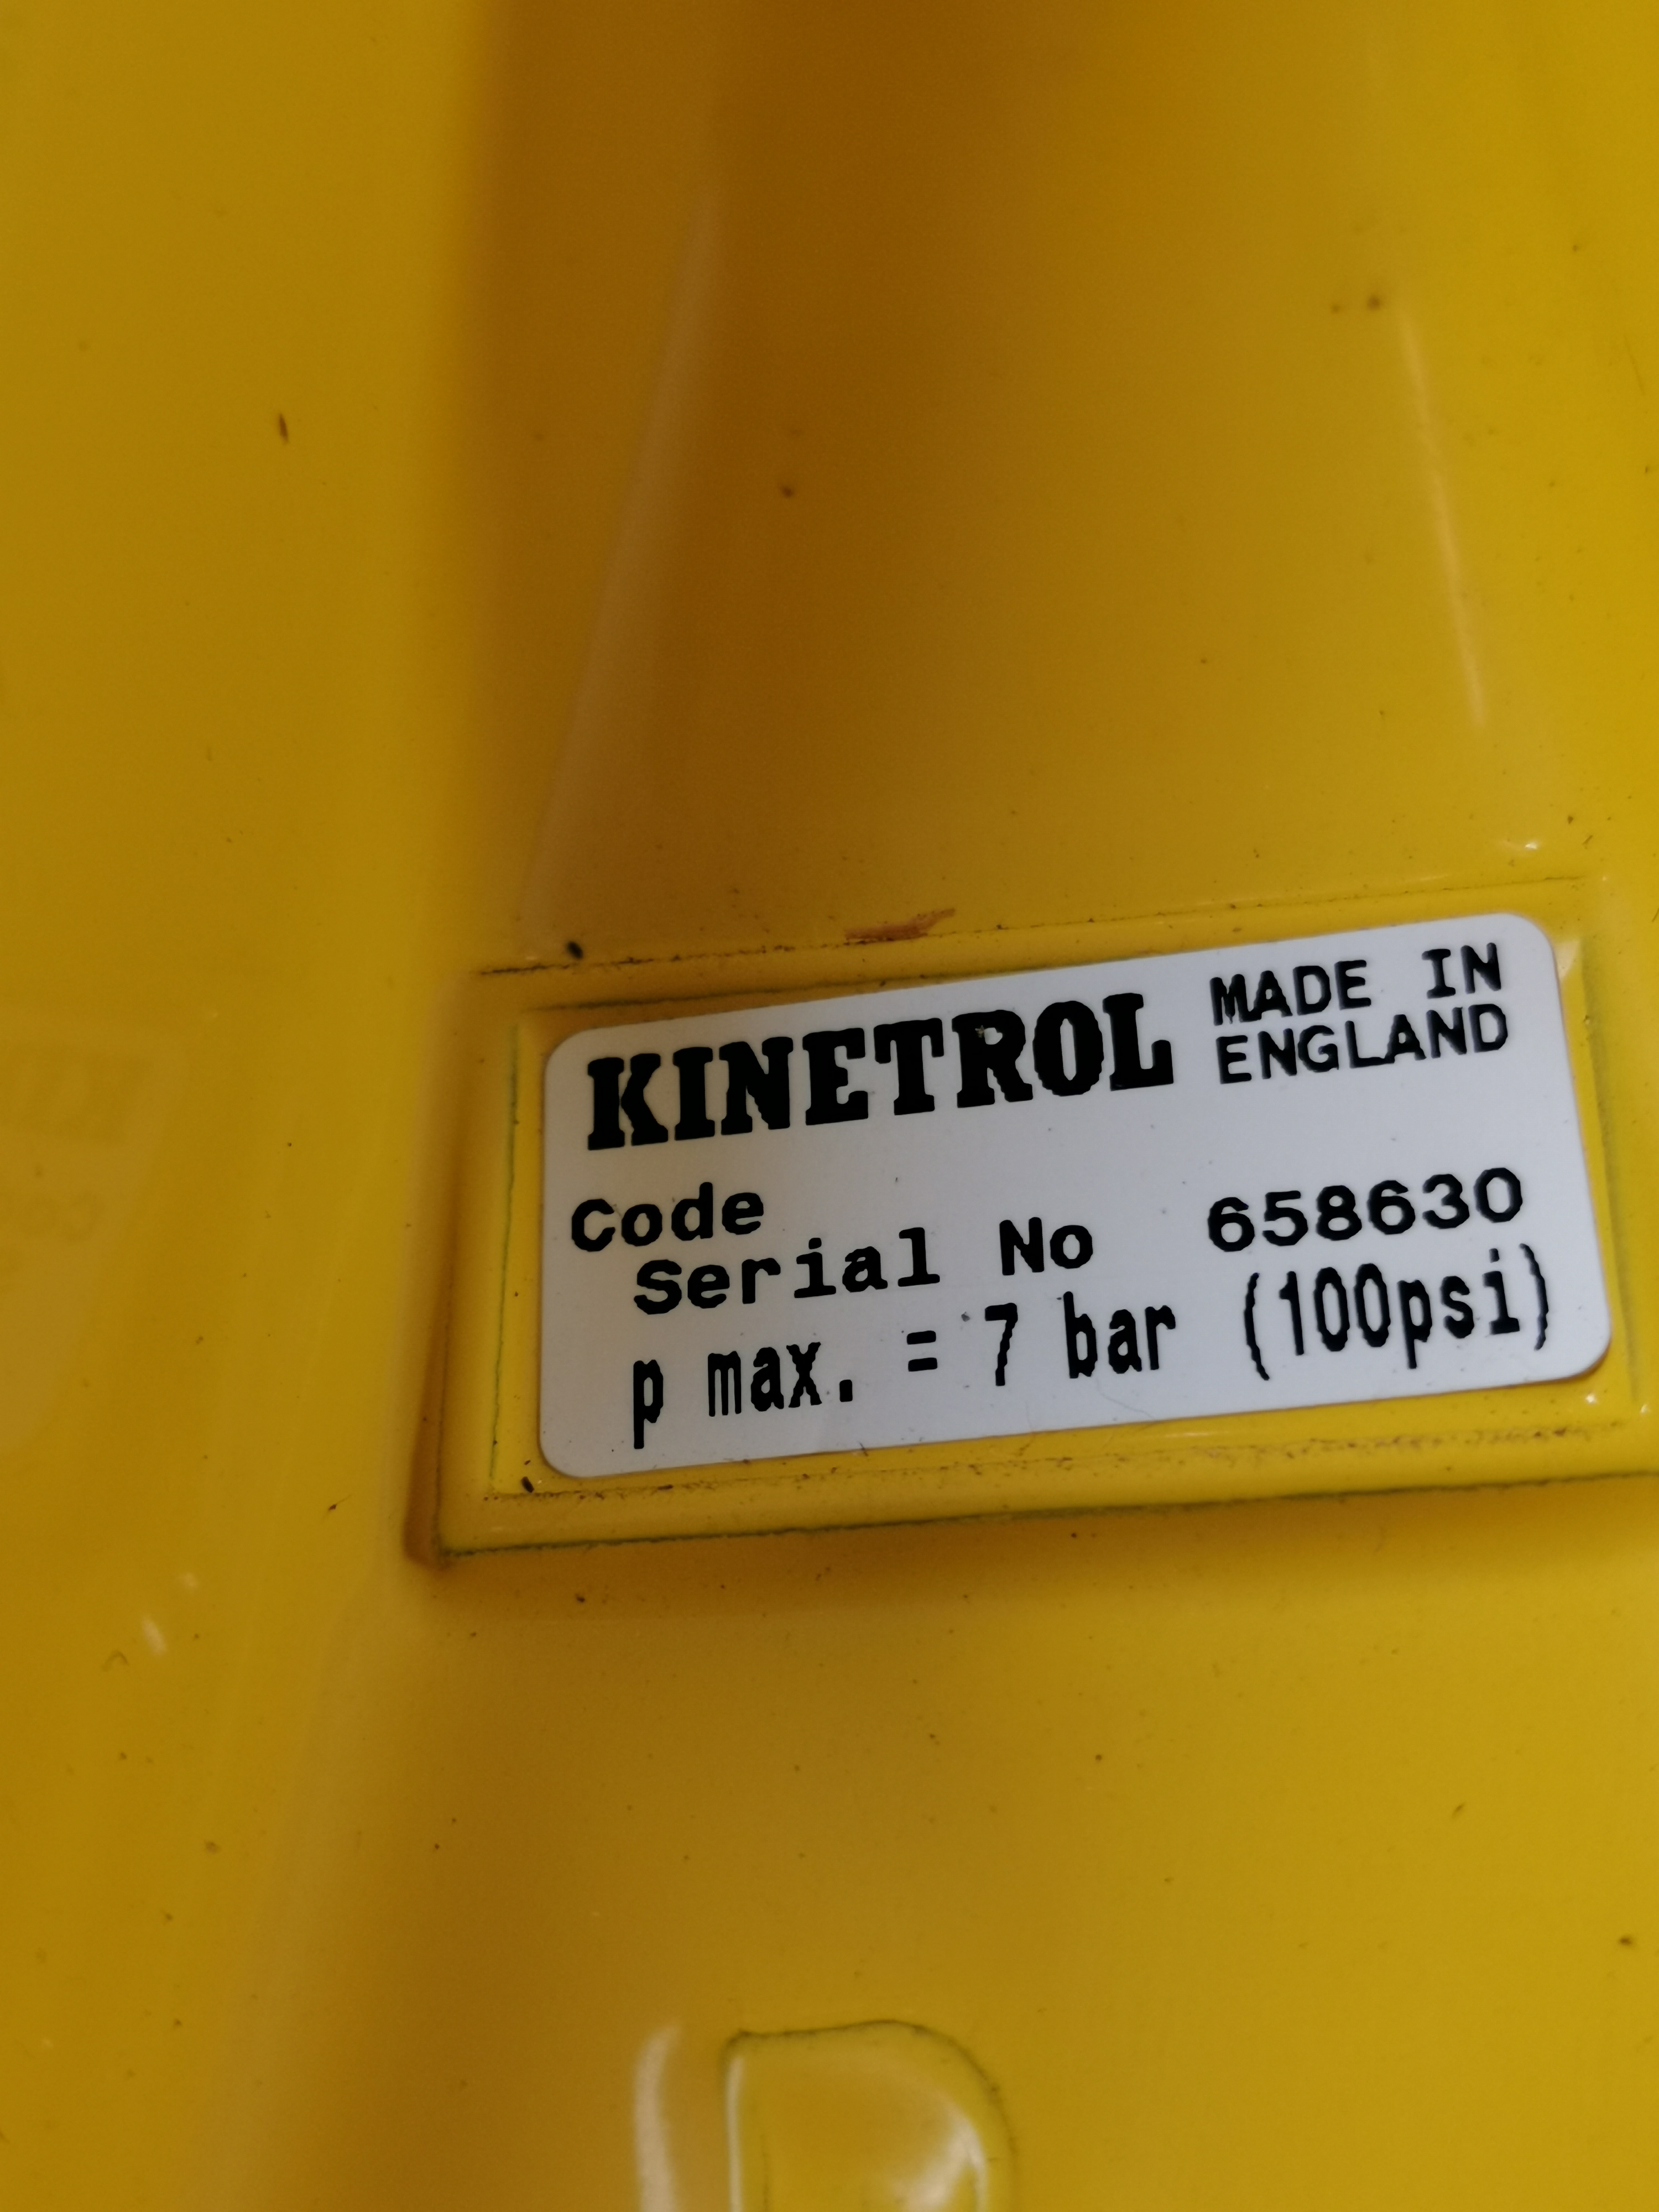 KINETROL MADE IN
ENGLAND
Code
Serial No 658630
p max. = 7 bar (100psi)